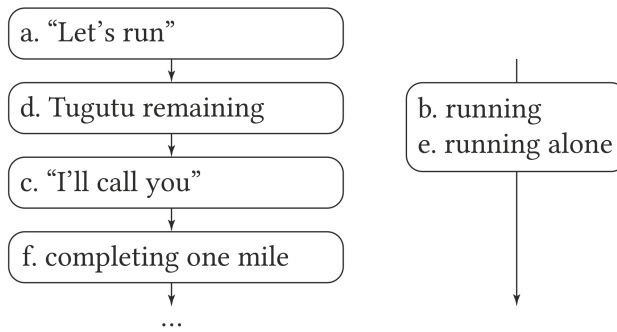 a. “Let’s run”
d. Tugutu remaining
c. “I’ll call you”
f. completing one mile
...
b. running
e. running alone